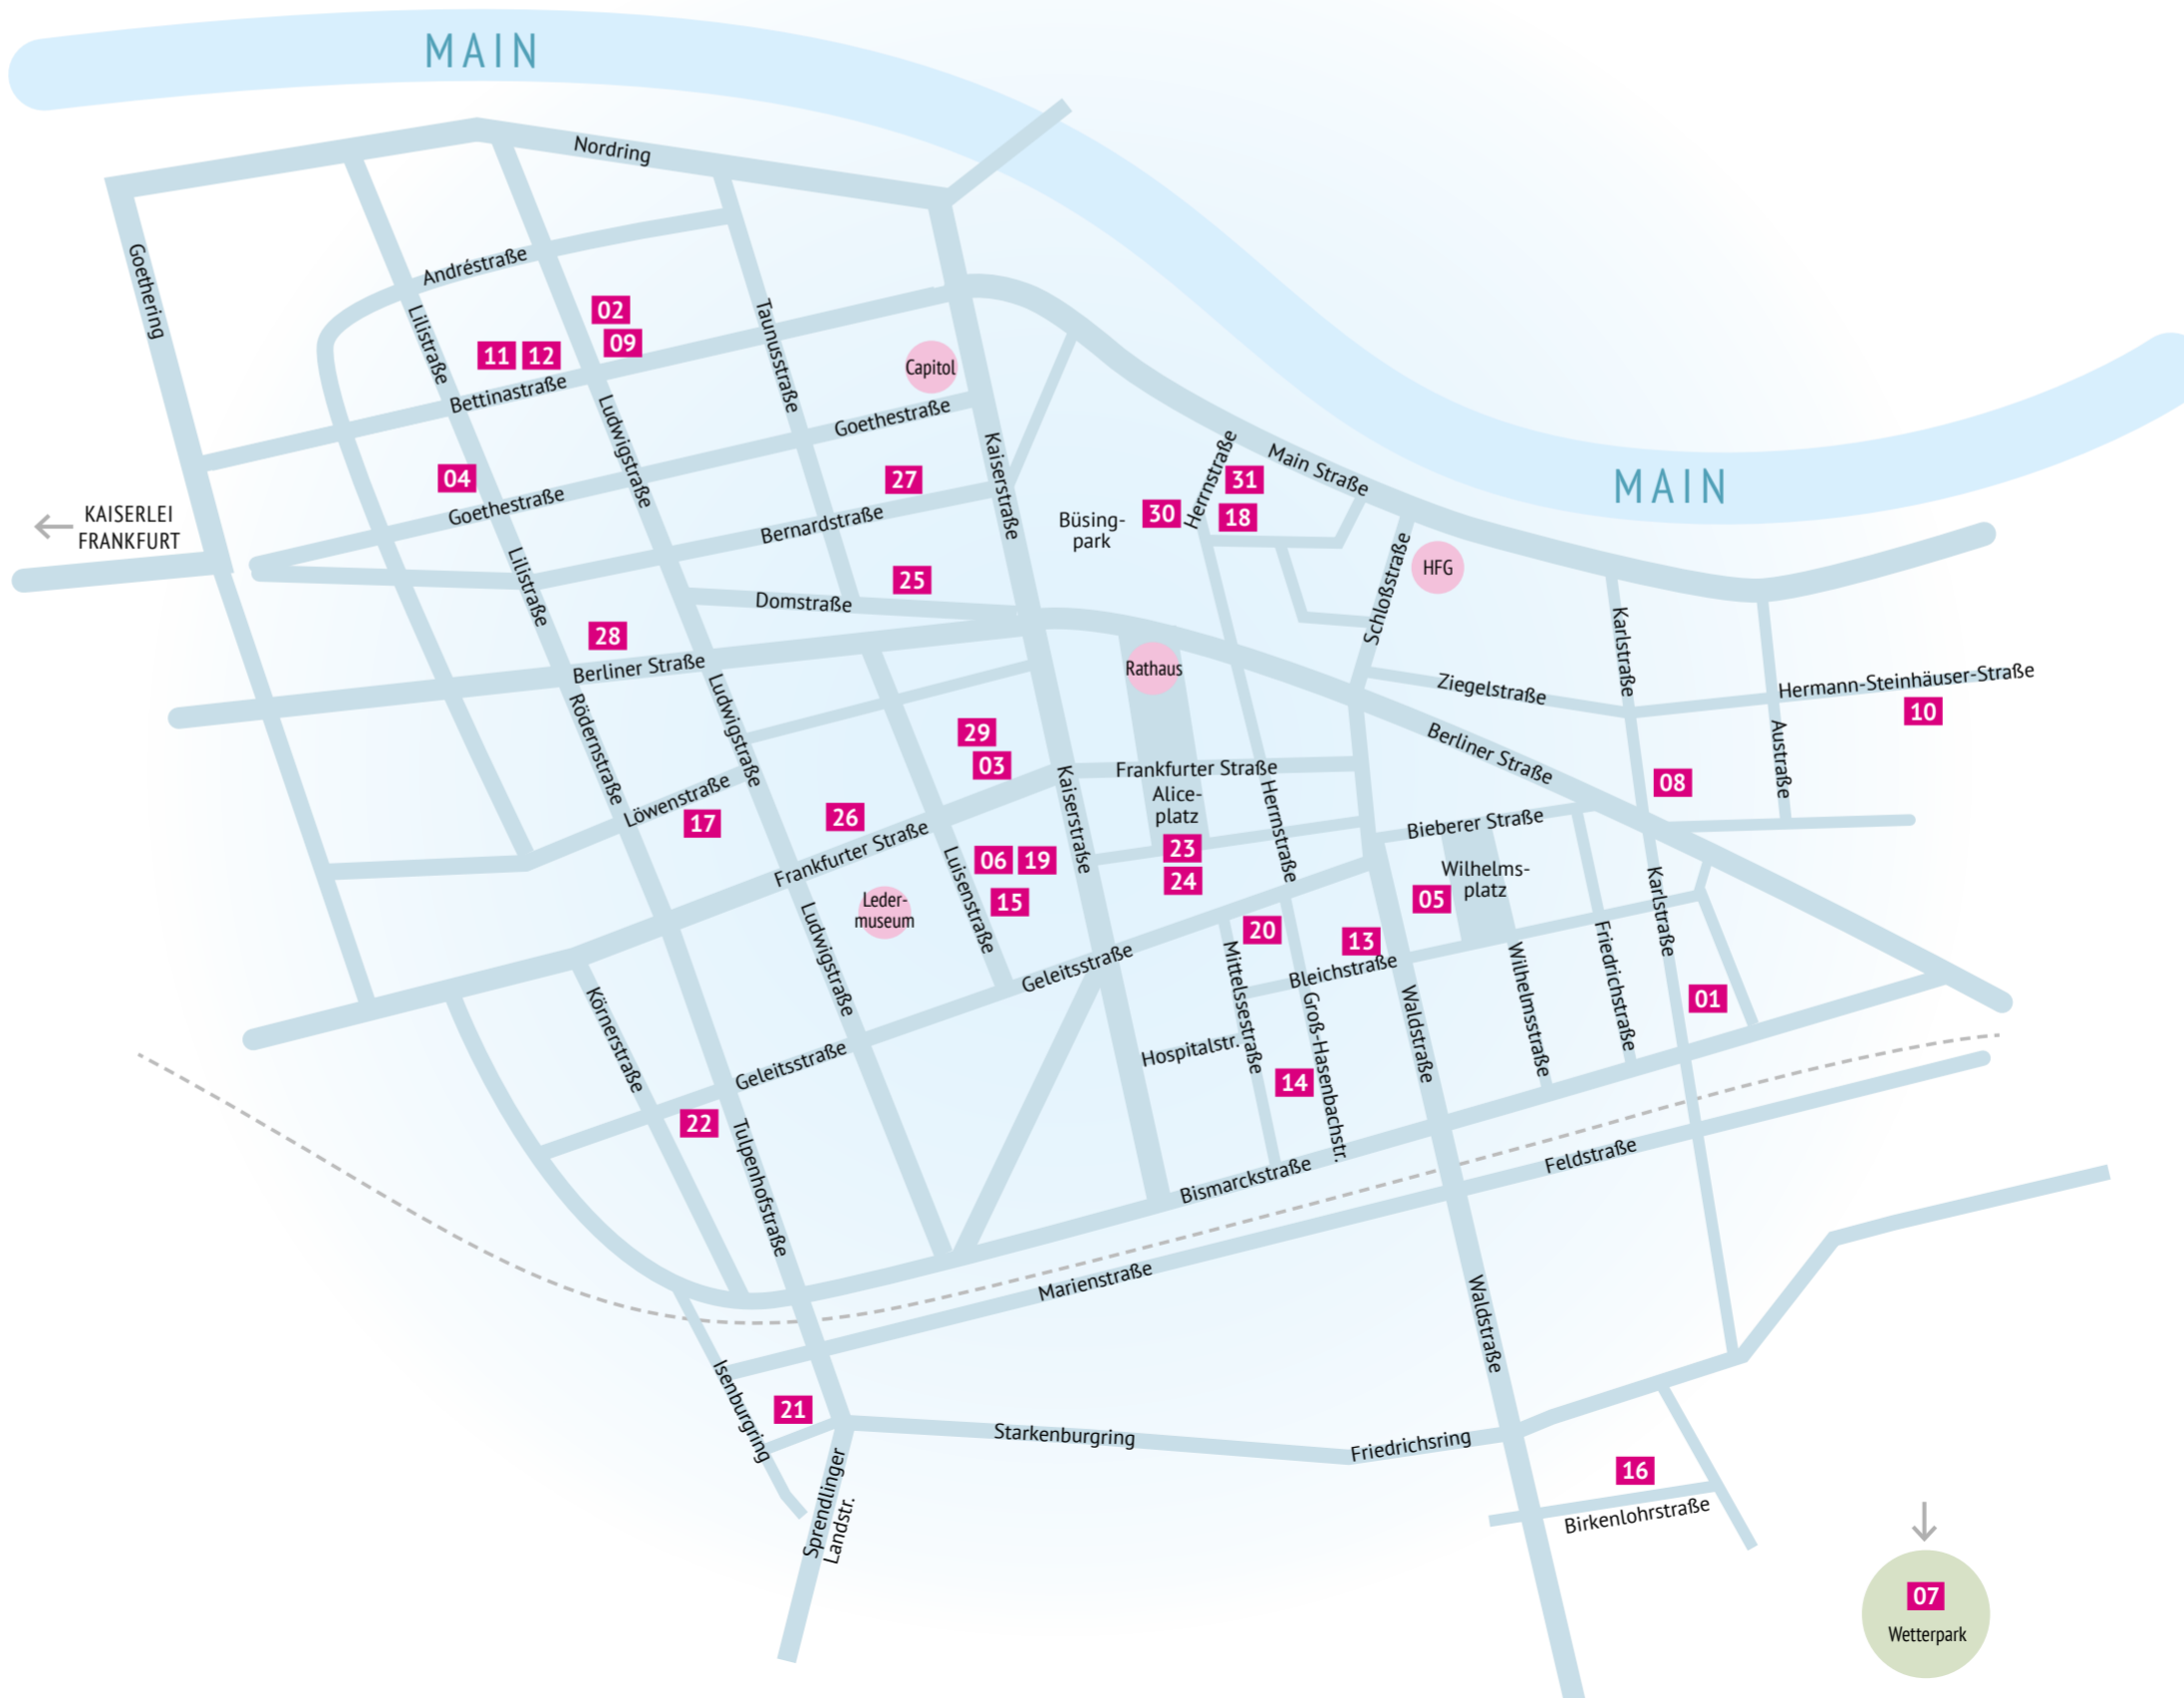 MAIN
Nordring
Goethering
Andréstraße
Lilistraße
02
09
11
12
Taunusstraße
Bettinastraße
Capitol
Ludwigstraße
Goethestraße
Kaiserstraße
04
Goethestraße
27
Bernardstraße
KAISERLEI
FRANKFURT
Büsing-
park
30
Herrnstraße
31
18
Main Straße
MAIN
Schloßstraße
HFG
Lilistraße
25
Domstraße
28
Berliner Straße
Rathaus
Karlstraße
Ziegelstraße
Hermann-Steinhäuser-Straße
10
Rödernstraße
Ludwigstraße
29
03
Berliner Straße
Austraße
Frankfurter Straße
Alice-
platz
Kaiserstraße
Herrnstraße
08
Löwenstraße
17
26
Frankfurter Straße
Bieberer Straße
23
24
06
19
15
Luisenstraße
Wilhelms-
platz
05
Leder-
museum
Karlstraße
Ludwigstraße
20
13
Geleitsstraße
Mittelssestraße
Bleichstraße
Wilhelmsstraße
Friedrichstraße
01
Körnerstraße
Groß-Hasenbachstr.
Waldstraße
Hospitalstr.
Geleitsstraße
14
22
Tulpenhofstraße
Bismarckstraße
Feldstraße
Marienstraße
Waldstraße
Isenburgring
21
Starkenburgring
Friedrichsring
16
Sprendlinger
Landstr.
Birkenlohrstraße
07
Wetterpark